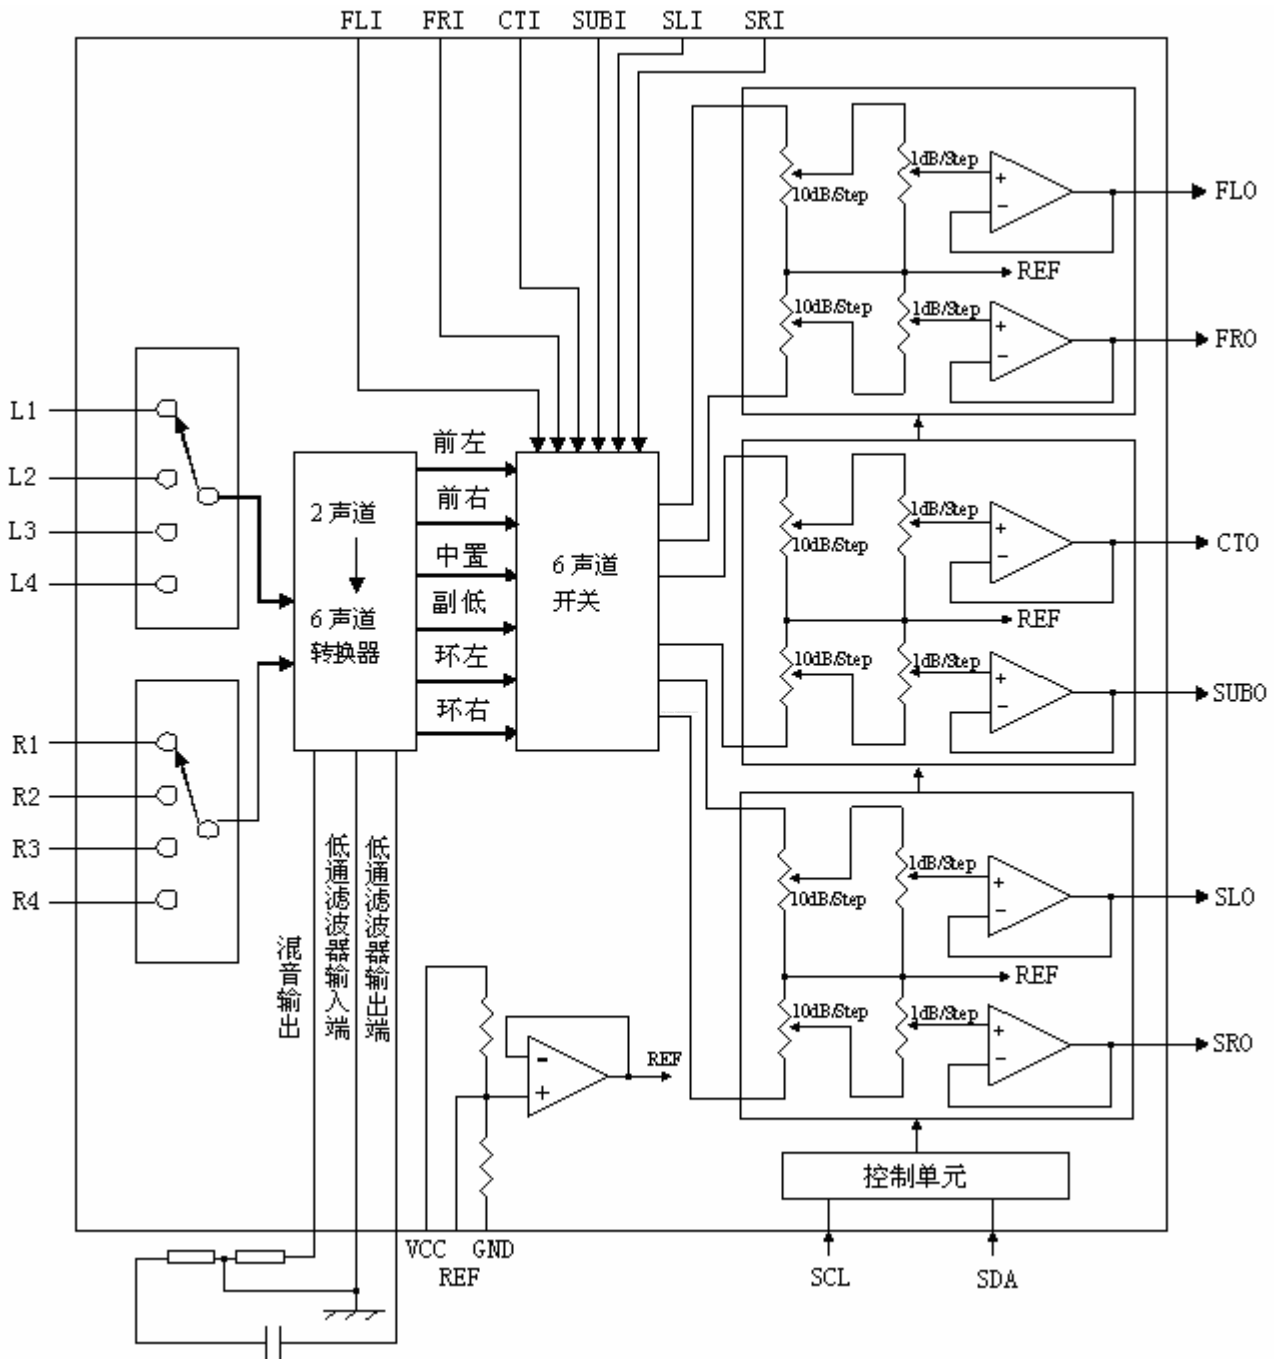 FLI FRI CTI SUBI SLI SRI
1dB/Step
10dB/Step
FLO
REF
10dB/Step
1dB/Step
FRO
L1
L2
L3
L4
前左
前右
中置
副低
环左
环右
2声道
6声道
转换器
6声道
开关
1dB/Step
10dB/Step
CTO
REF
10dB/Step
1dB/Step
SUBO
R1
R2
R3
R4
混音输出
低通滤波器输入端
低通滤波器输出端
REF
1dB/Step
10dB/Step
SLO
REF
10dB/Step
1dB/Step
SRO
控制单元
VCC GND
REF
SCL SDA